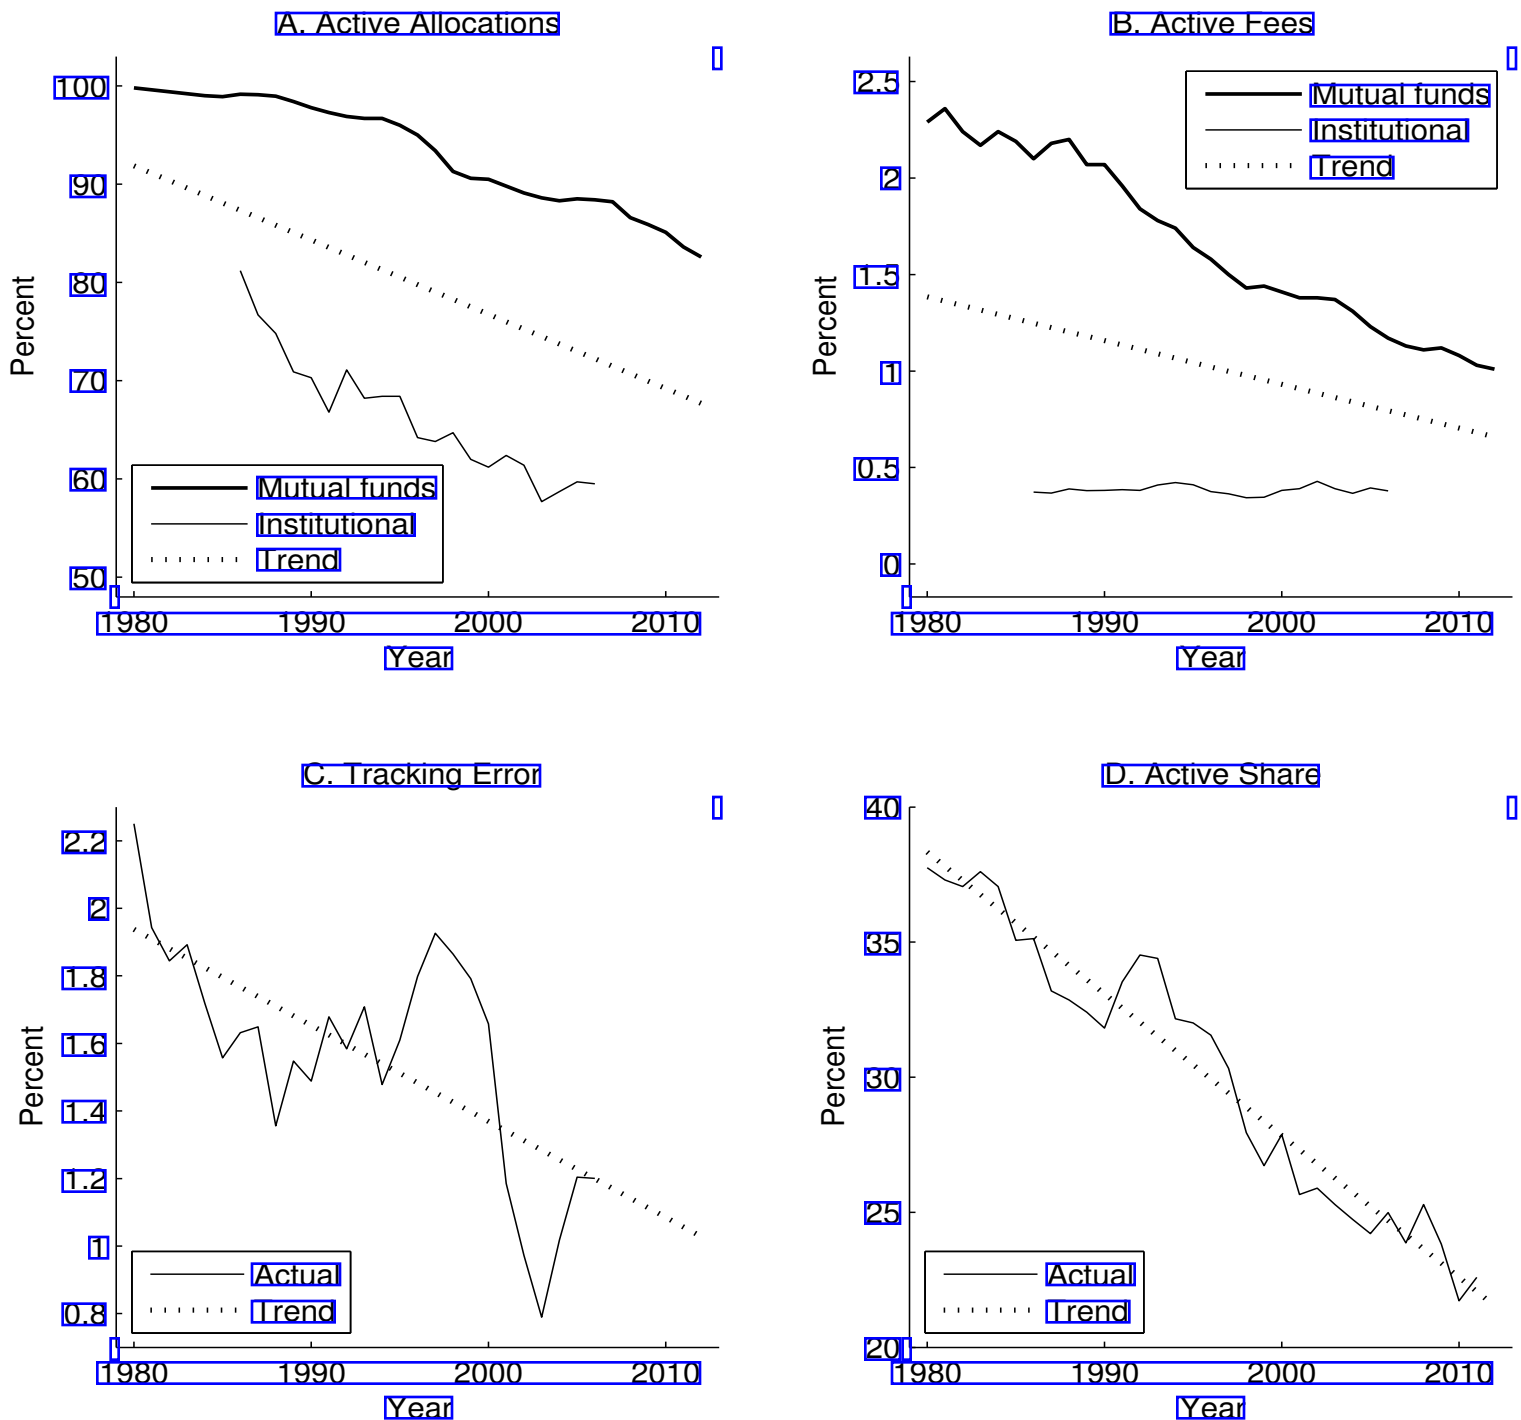 A. Active Allocations
100
90
80
70
60
50
Percent
Mutual funds
Institutional
Trend
1980 1990 2000 2010
Year
B. Active Fees
2.5
2
1.5
1
0.5
0
Percent
Mutual funds
Institutional
Trend
1980 1990 2000 2010
Year
C. Tracking Error
2.2
2
1.8
1.6
1.4
1.2
1
0.8
Percent
Actual
Trend
1980 1990 2000 2010
Year
D. Active Share
40
35
30
25
20
Percent
Actual
Trend
1980 1990 2000 2010
Year